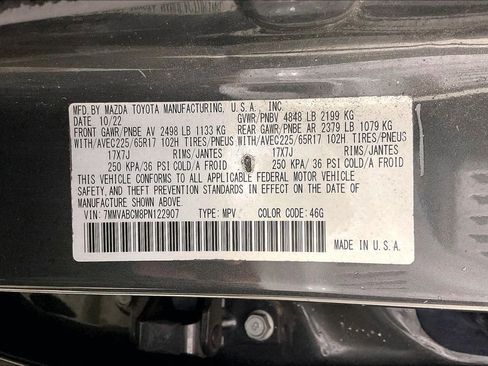 MFD. BY MAZDA TOYOTA MANUFACTURING, U.S.A., INC.
DATE: 10/22 GVWR/PNBV 4848 LB 2199 KG
FRONT GAWR/PNBE AV 2498 LB 1133 KG REAR GAWR/PNBE AR 2379 LB 1079 KG
WITH/AVEC225/65R17 102H TIRES/PNEUS WITH/AVEC225/65R17 102H TIRES/PNEUS
17X7J RIMS/JANTES 17X7J RIMS/JANTES
250 KPA/36 PSI COLD/A FROID 250 KPA/36 PSI COLD/A FROID
THIS VEHICLE CONFORMS TO ALL APPLICABLE FEDERAL MOTOR VEHICLE
SAFETY, AND THEFT PREVENTION STANDARDS IN EFFECT ON THE DATE OF
MANUFACTURE SHOWN ABOVE.
VIN: 7MMVABCM8PN122907 TYPE: MPV COLOR CODE: 46G
MADE IN U.S.A.